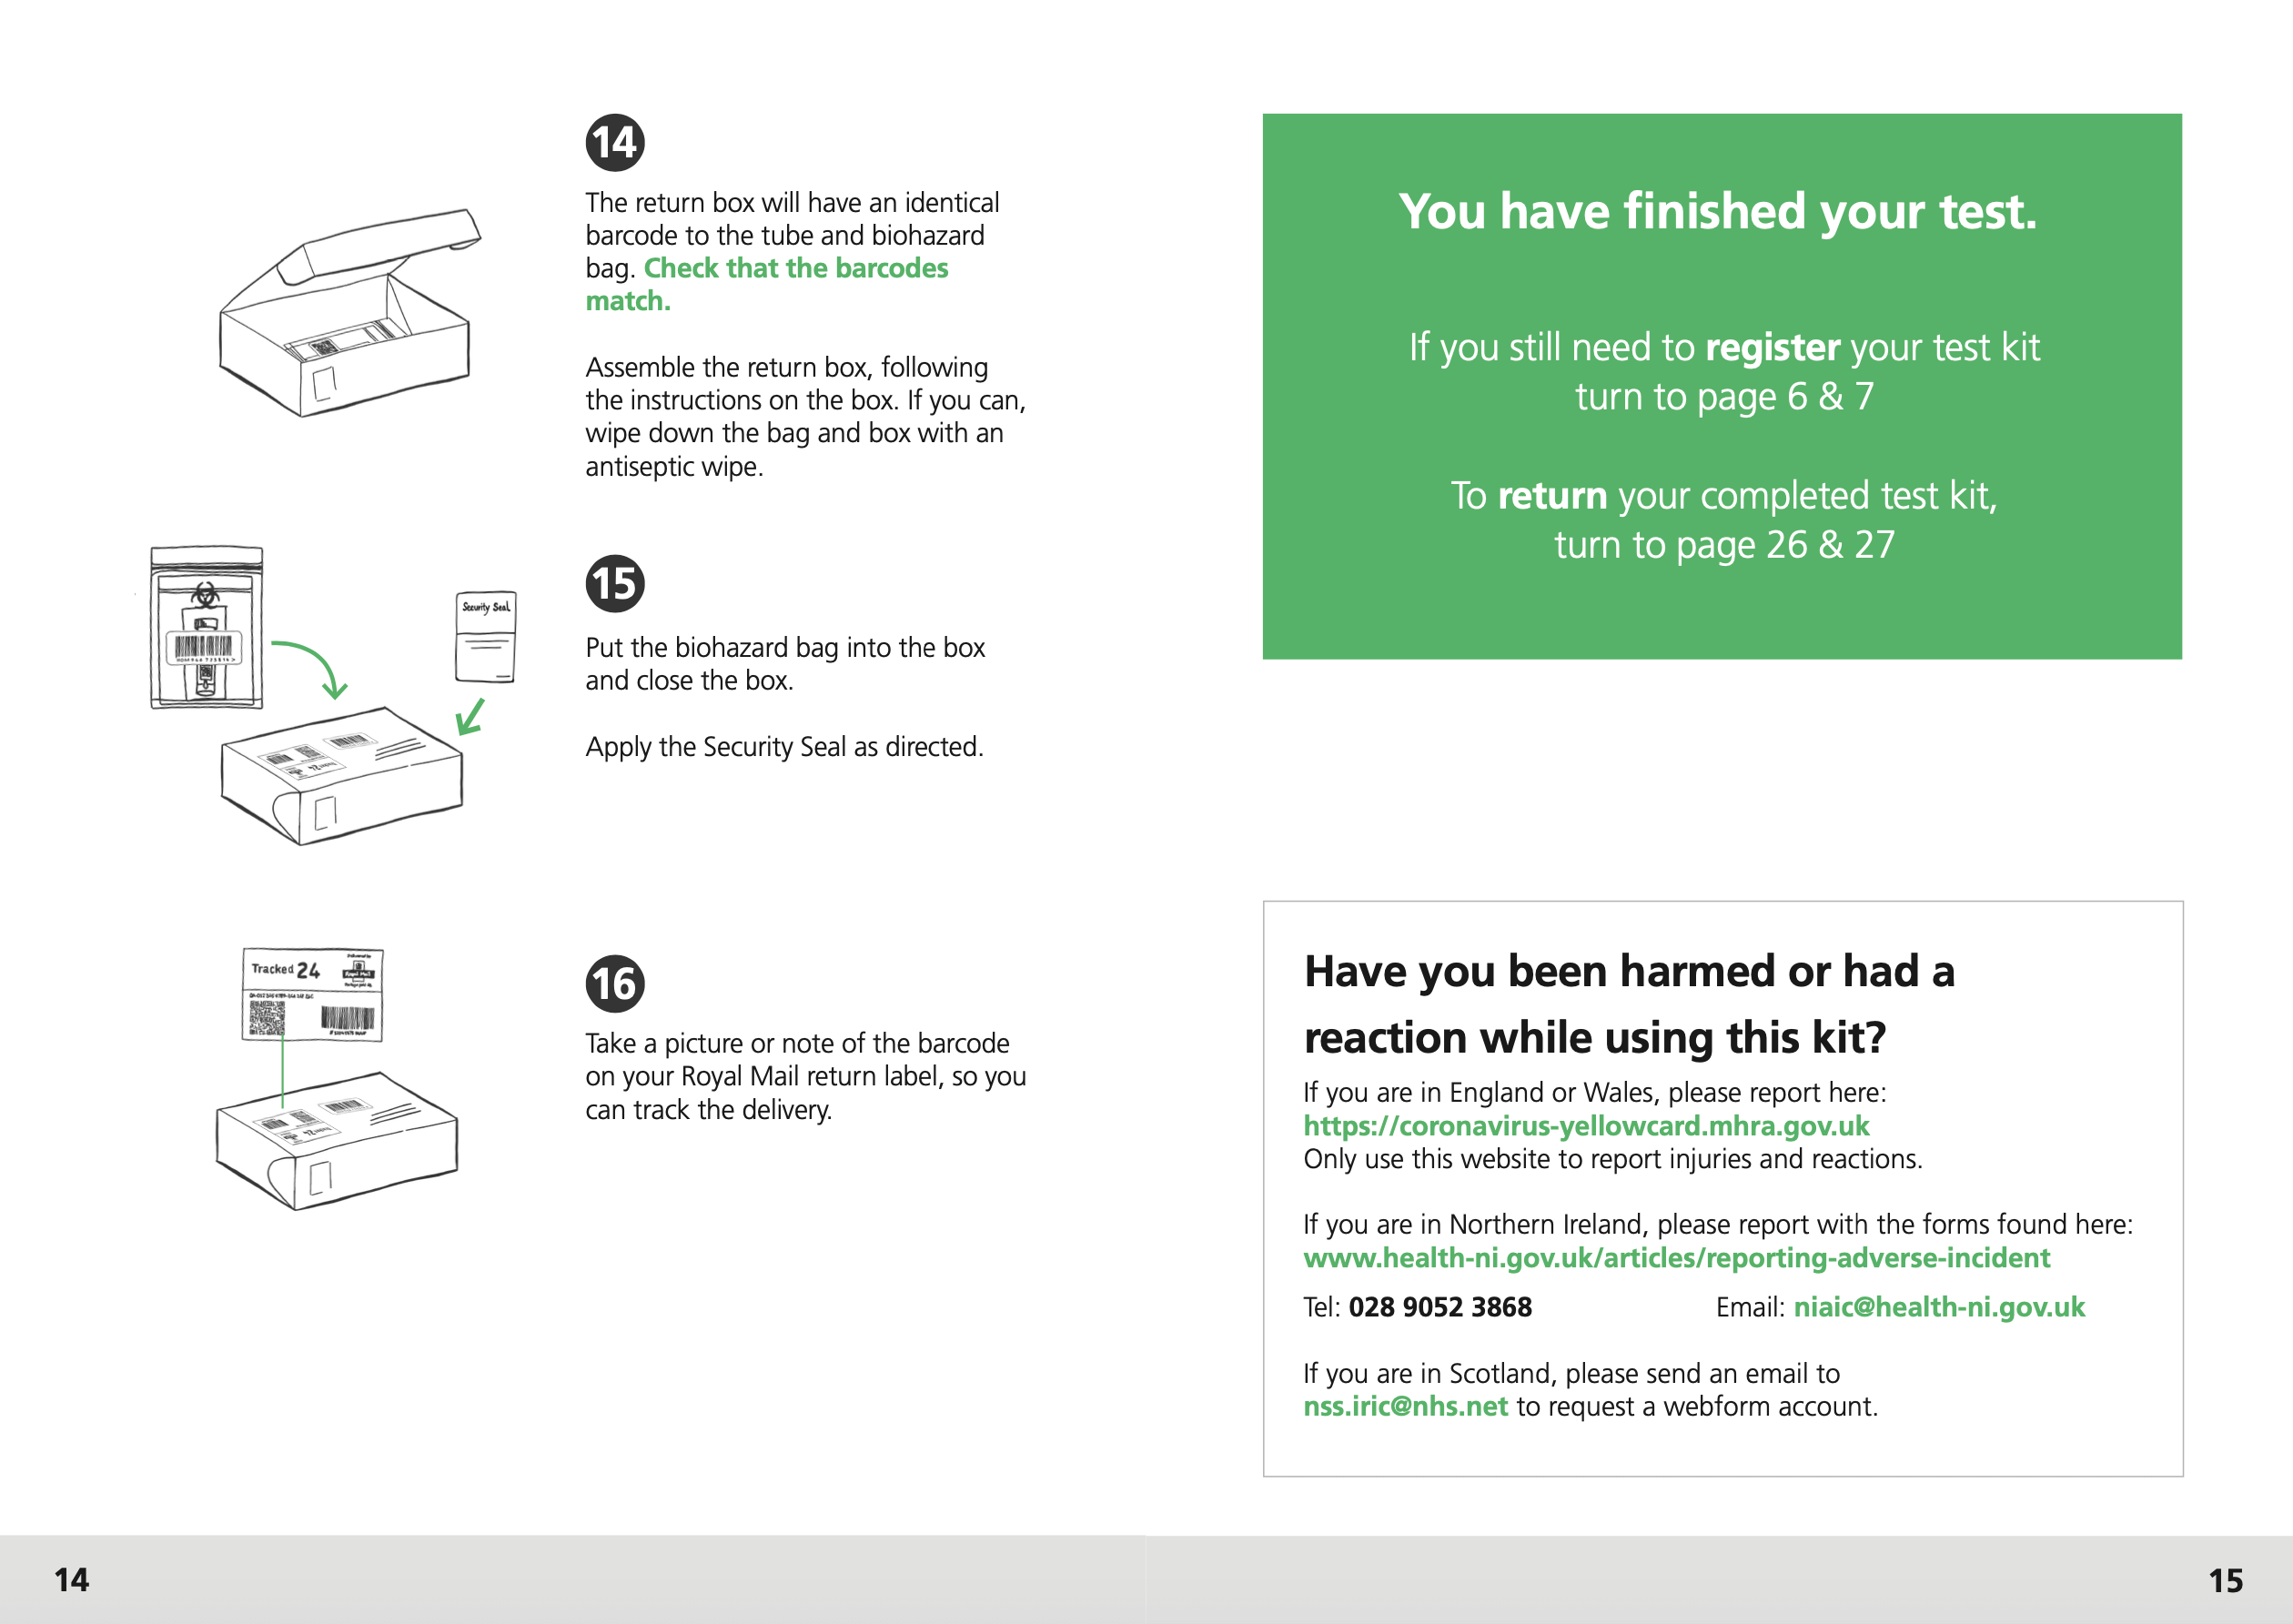 14
The return box will have an identical
barcode to the tube and biohazard
bag. Check that the barcodes
match.
Assemble the return box, following
the instructions on the box. If you can,
wipe down the bag and box with an
antiseptic wipe.
Security Seal
15
Put the biohazard bag into the box
and close the box.
Apply the Security Seal as directed.
Tracked 24
Royal Mail
16
Take a picture or note of the barcode
on your Royal Mail return label, so you
can track the delivery.
14
You have finished your test.
If you still need to register your test kit
turn to page 6 & 7
To return your completed test kit,
turn to page 26 & 27
Have you been harmed or had a
reaction while using this kit?
If you are in England or Wales, please report here:
https://coronavirus-yellowcard.mhra.gov.uk
Only use this website to report injuries and reactions.
If you are in Northern Ireland, please report with the forms found here:
www.health-ni.gov.uk/articles/reporting-adverse-incident
Tel: 028 9052 3868 Email: niaic@health-ni.gov.uk
If you are in Scotland, please send an email to
nss.iric@nhs.net to request a webform account.
15